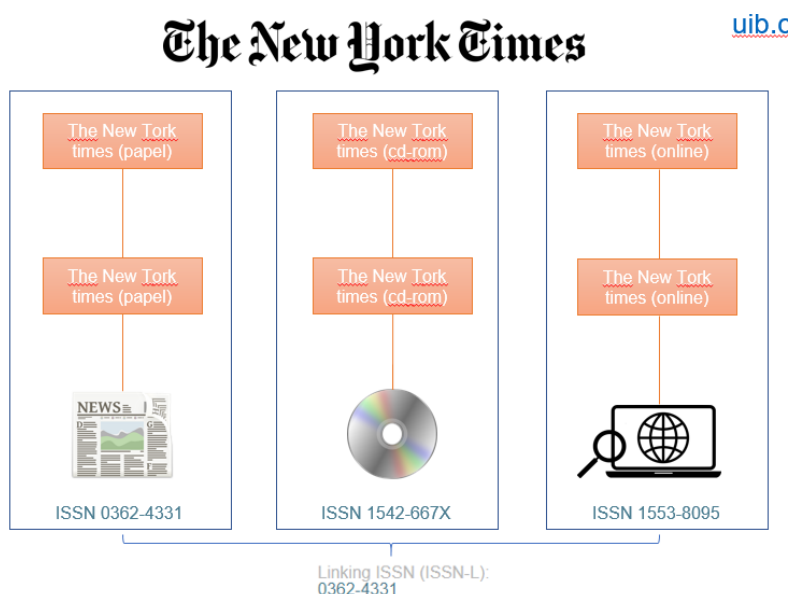 The New York Times
uib.c
The New Tork
times (papel)
The New Tork
times (cd-rom)
The New Tork
times (online)
The New Tork
times (papel)
The New Tork
times (cd-rom)
The New Tork
times (online)
NEWS
ISSN 0362-4331
ISSN 1542-667X
ISSN 1553-8095
Linking ISSN (ISSN-L):
0362-4331